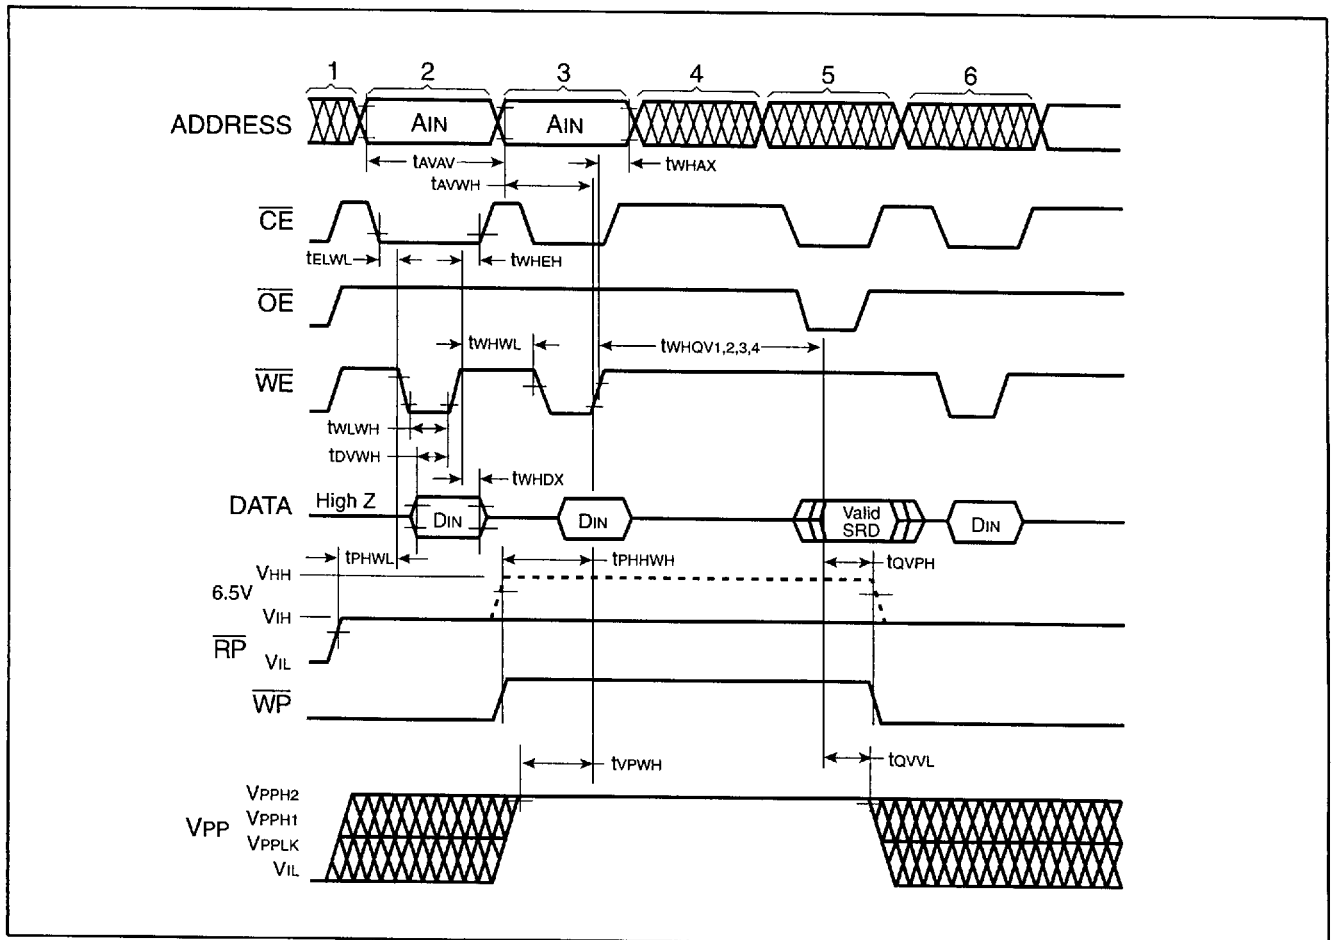 1 2 3 4 5 6
ADDRESS AIN AIN
tAVAV tWHAX
tAVWH
CE
tELWL tWHEH
OE
tWHWL tWHQV1,2,3,4
WE
tWLWH
tDVWH
tWHDX
DATA High Z DIN DIN Valid SRD DIN
tPHWL tPHHWH tQVPH
VHH
6.5V
VIH
RP
VIL
WP
tVPWH tQVVL
VPPH2
VPPH1
VPP
VPPLK
VIL